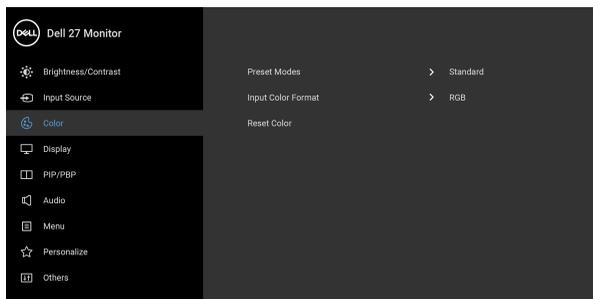 DELL Dell 27 Monitor
Brightness/Contrast
Preset Modes Standard
Input Source
Input Color Format RGB
Color
Reset Color
Display
PIP/PBP
Audio
Menu
Personalize
Others